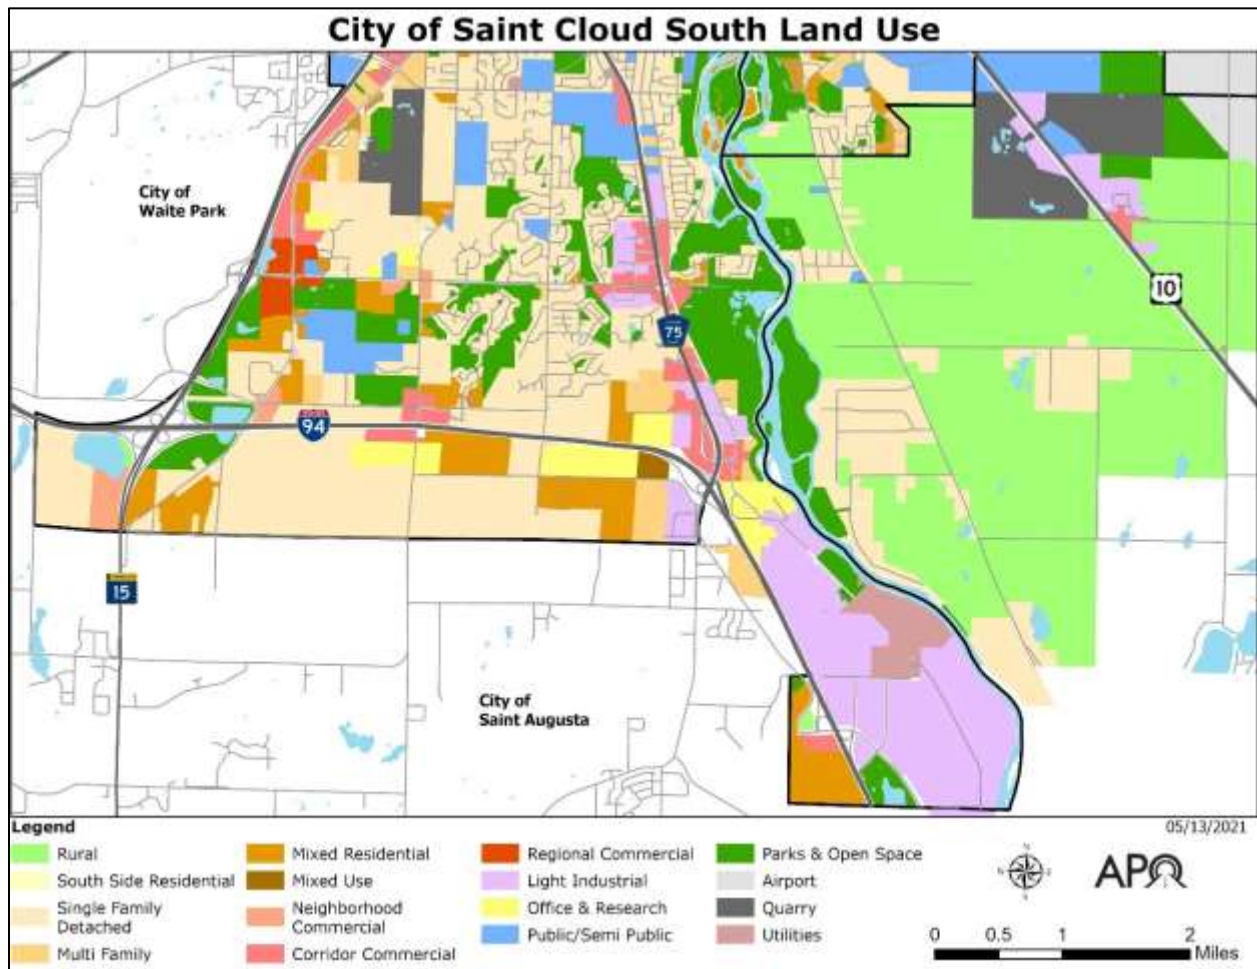 City of Saint Cloud South Land Use
City of
Waite Park
10
75
94
15
City of
Saint Augusta
Legend
05/13/2021
Rural
South Side Residential
Single Family
Detached
Multi Family
Mixed Residential
Mixed Use
Neighborhood
Commercial
Corridor Commercial
Regional Commercial
Light Industrial
Office & Research
Public/Semi Public
Parks & Open Space
Airport
Quarry
Utilities
N
APO
0 0.5 1 2
Miles